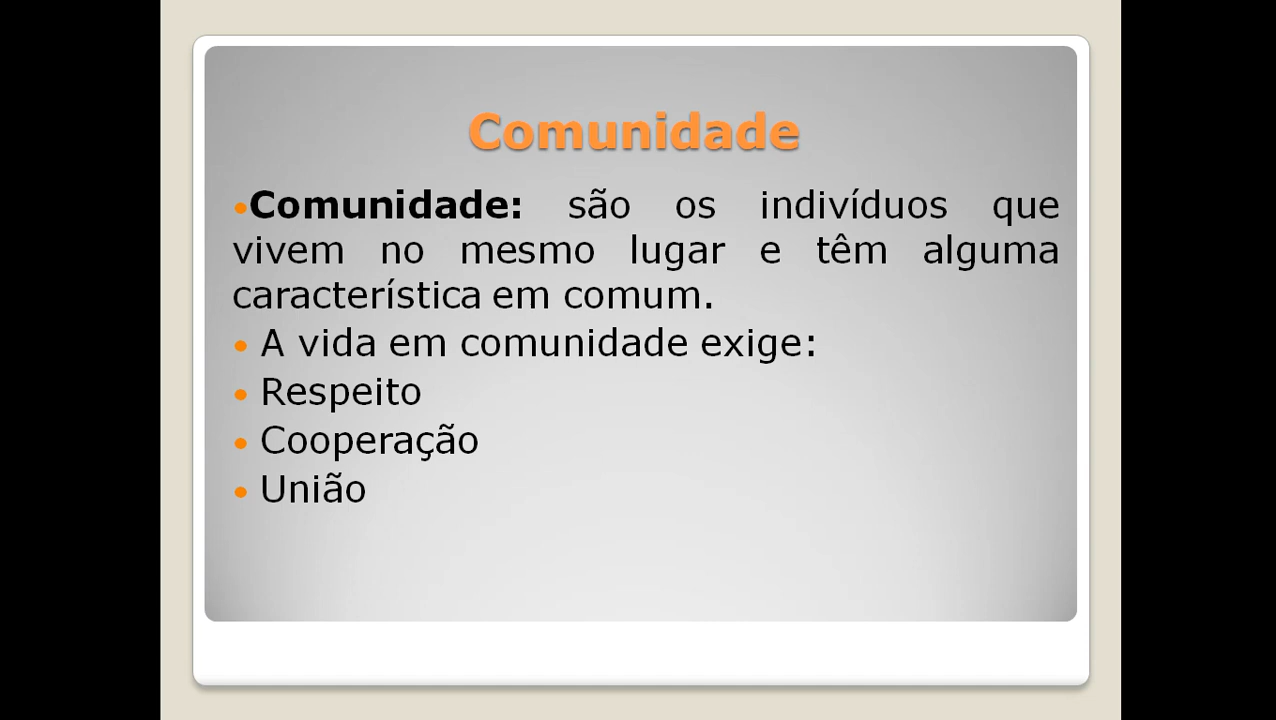 Comunidade
•Comunidade: são os indivíduos que
vivem no mesmo lugar e têm alguma
característica em comum.
• A vida em comunidade exige:
• Respeito
• Cooperação
• União